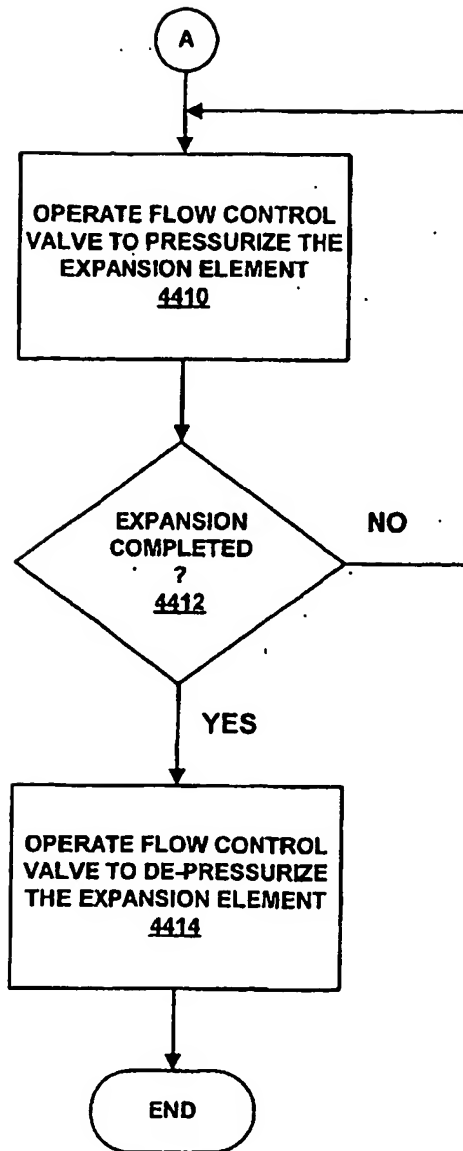 A
OPERATE FLOW CONTROL
VALVE TO PRESSURIZE THE
EXPANSION ELEMENT
4410
EXPANSION
COMPLETED
?
4412
NO
YES
OPERATE FLOW CONTROL
VALVE TO DE-PRESSURIZE
THE EXPANSION ELEMENT
4414
END